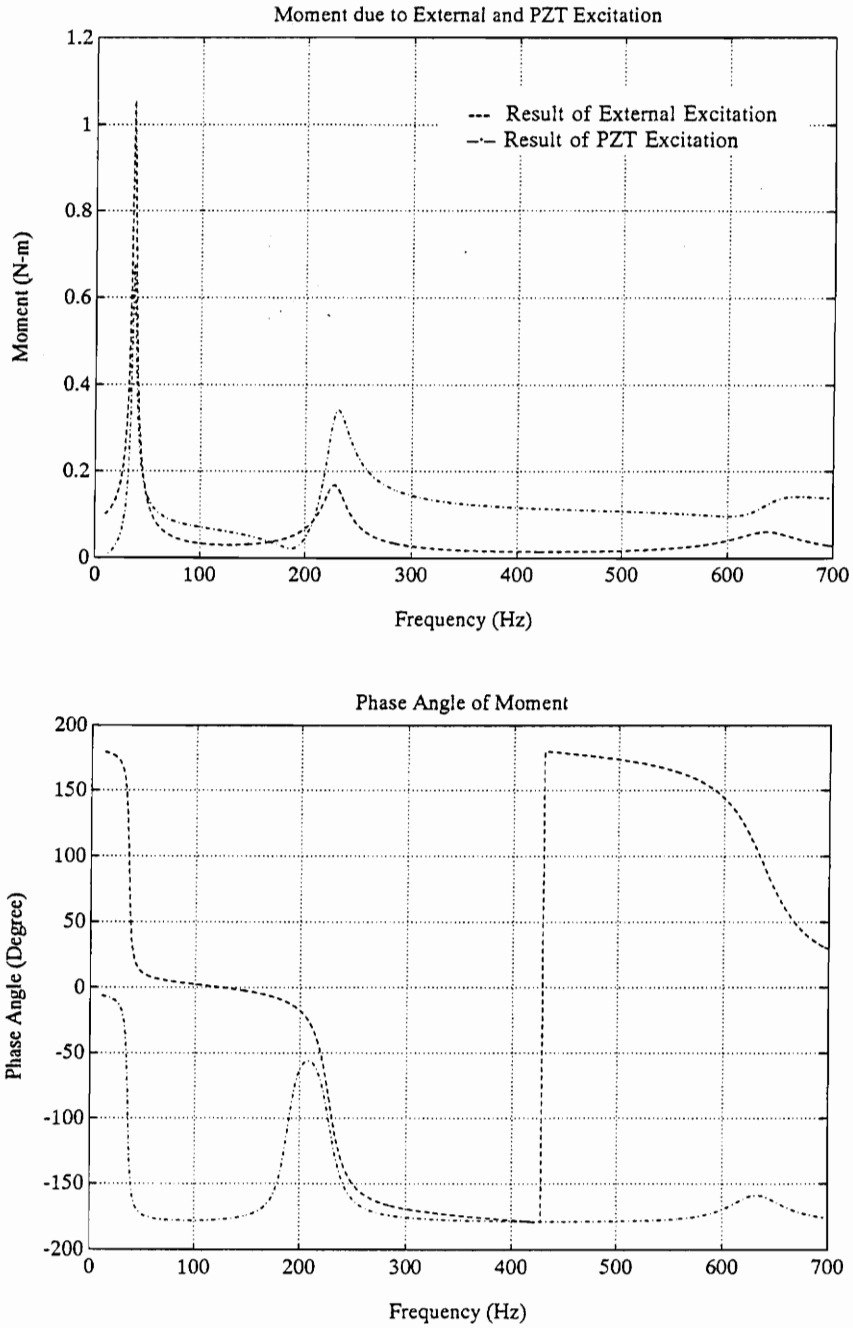 Moment due to External and PZT Excitation
1.2
1
0.8
0.6
0.4
0.2
0
Moment (N-m)
--- Result of External Excitation
—·— Result of PZT Excitation
0 100 200 300 400 500 600 700
Frequency (Hz)
Phase Angle of Moment
200
150
100
50
0
-50
-100
-150
-200
Phase Angle (Degree)
0 100 200 300 400 500 600 700
Frequency (Hz)